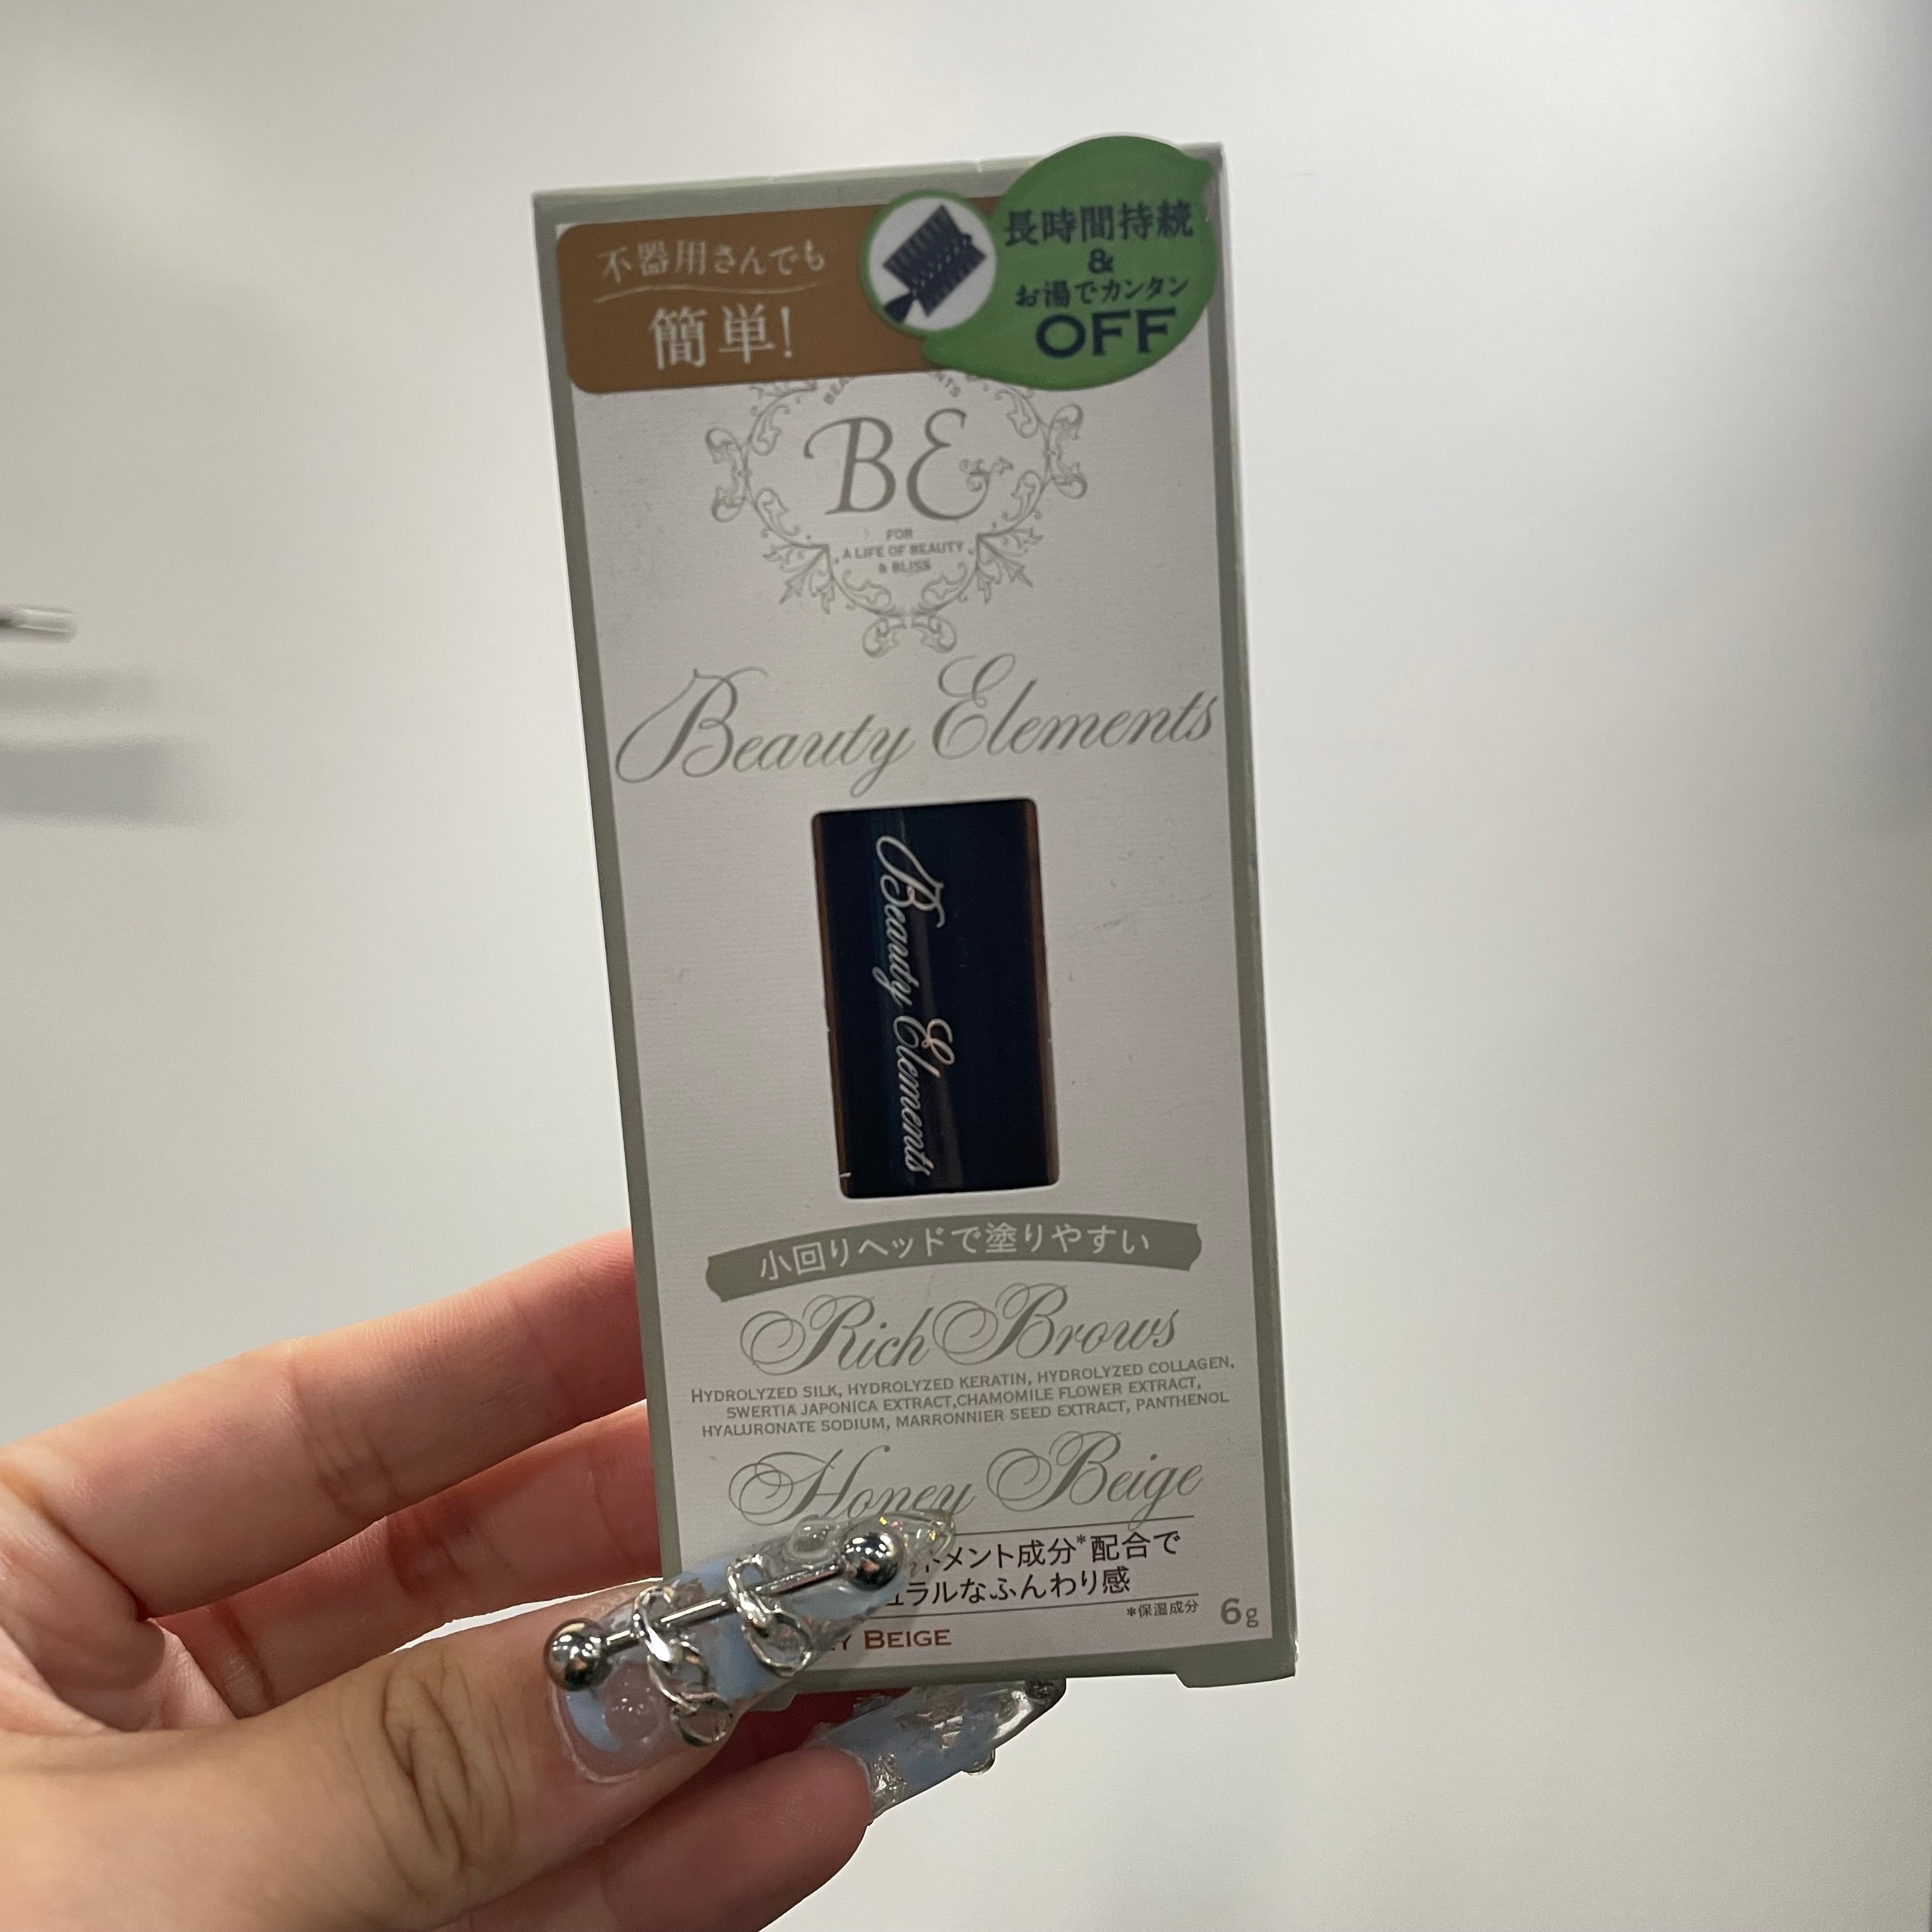 不器用さんでも
簡単!
長時間持続
&
お湯でカンタン
OFF
BE
FOR
A LIFE OF BEAUTY
& BLISS
Beauty Elements
Beauty Elements
小回りヘッドで塗りやすい
Rich Brows
HYDROLYZED SILK, HYDROLYZED KERATIN, HYDROLYZED COLLAGEN,
SWERTIA JAPONICA EXTRACT,CHAMOMILE FLOWER EXTRACT,
HYALURONATE SODIUM, MARRONNIER SEED EXTRACT, PANTHENOL
Honey Beige
メント成分*配合で
ラルなふんわり感
*保湿成分
6g
BEIGE